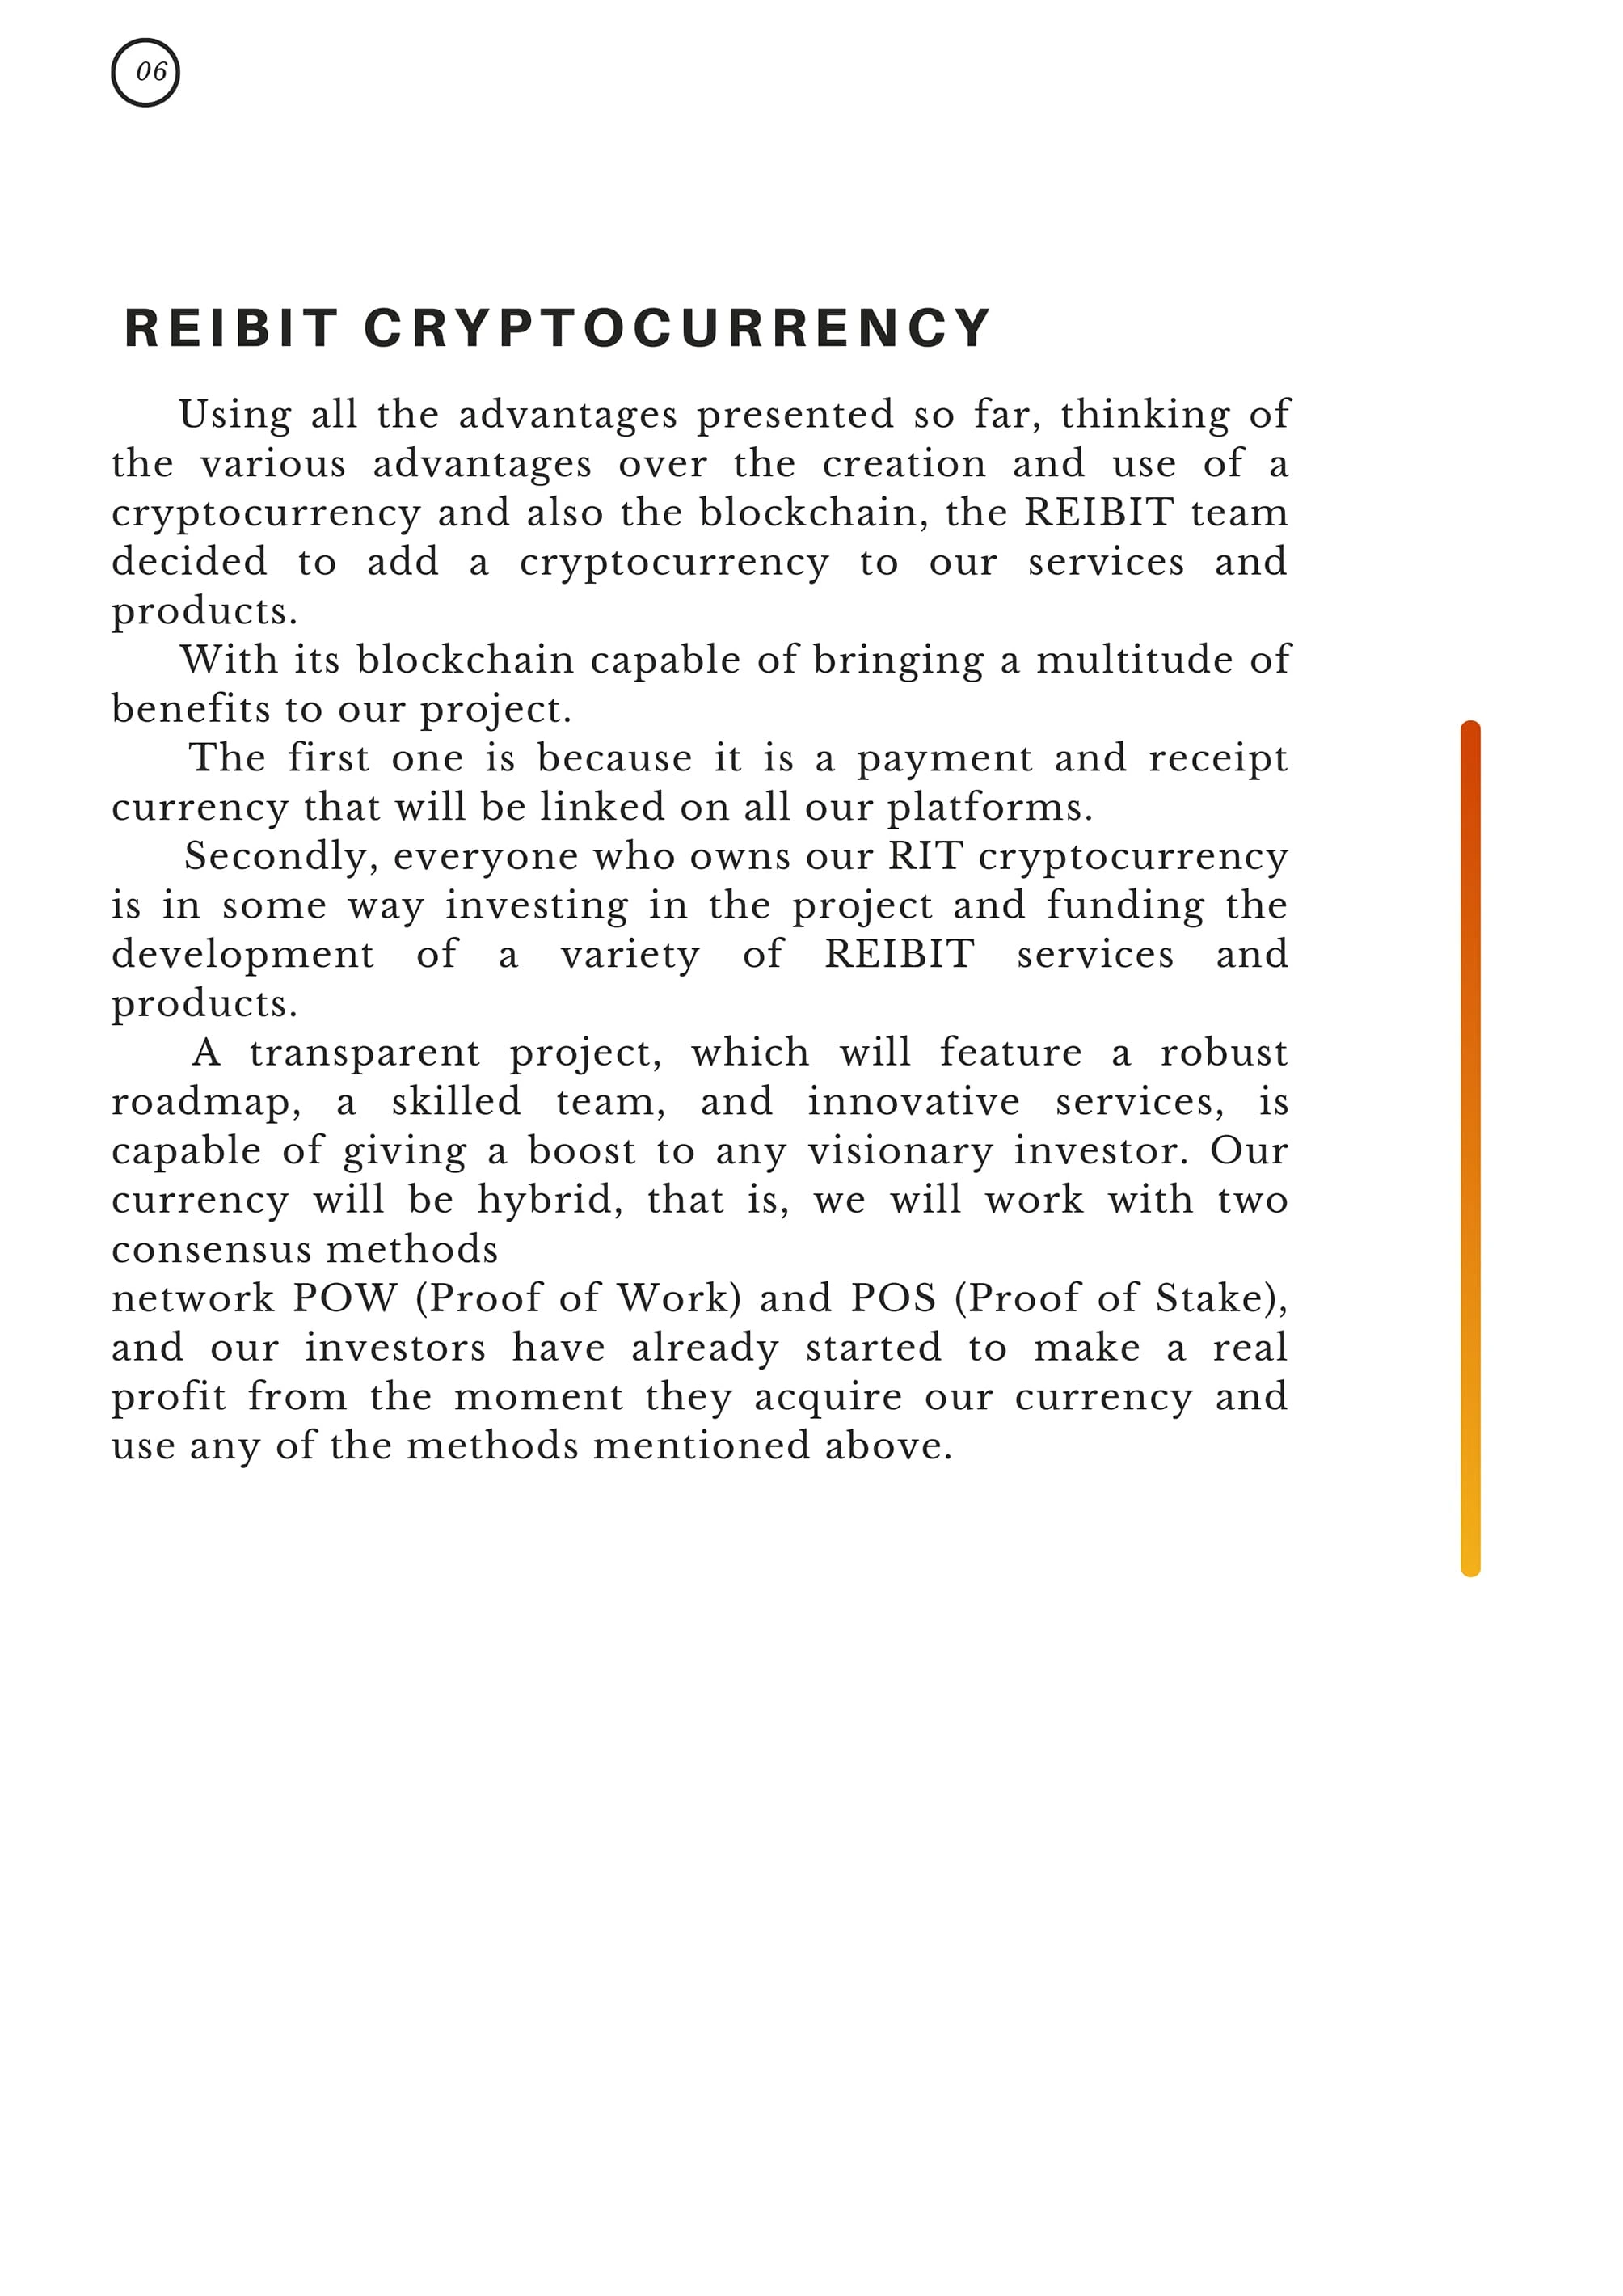 06
REIBIT CRYPTOCURRENCY
Using all the advantages presented so far, thinking of
the various advantages over the creation and use of a
cryptocurrency and also the blockchain, the REIBIT team
decided to add a cryptocurrency to our services and
products.
With its blockchain capable of bringing a multitude of
benefits to our project.
The first one is because it is a payment and receipt
currency that will be linked on all our platforms.
Secondly, everyone who owns our RIT cryptocurrency
is in some way investing in the project and funding the
development of a variety of REIBIT services and
products.
A transparent project, which will feature a robust
roadmap, a skilled team, and innovative services, is
capable of giving a boost to any visionary investor. Our
currency will be hybrid, that is, we will work with two
consensus methods
network POW (Proof of Work) and POS (Proof of Stake),
and our investors have already started to make a real
profit from the moment they acquire our currency and
use any of the methods mentioned above.